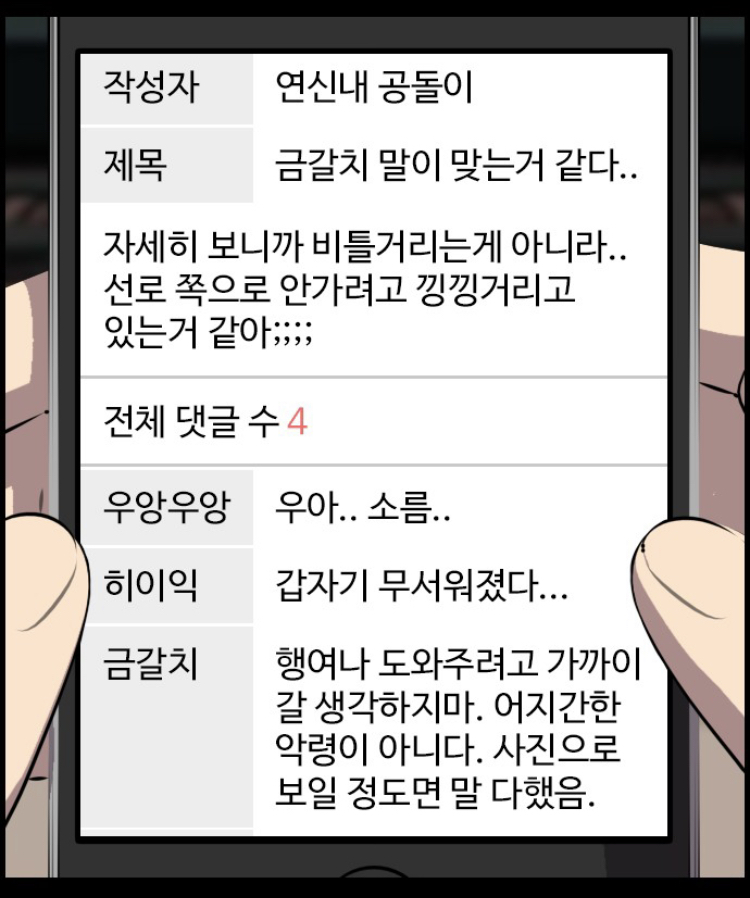 작성자 연신내 공돌이
제목 금갈치 말이 맞는거 같다..
자세히 보니까 비틀거리는게 아니라..
선로 쪽으로 안가려고 낑낑거리고
있는거 같아;;;;
전체 댓글 수 4
우앙우앙 우아.. 소름..
히이익 갑자기 무서워졌다...
금갈치 행여나 도와주려고 가까이
갈 생각하지마. 어지간한
악령이 아니다. 사진으로
보일 정도면 말 다했음.